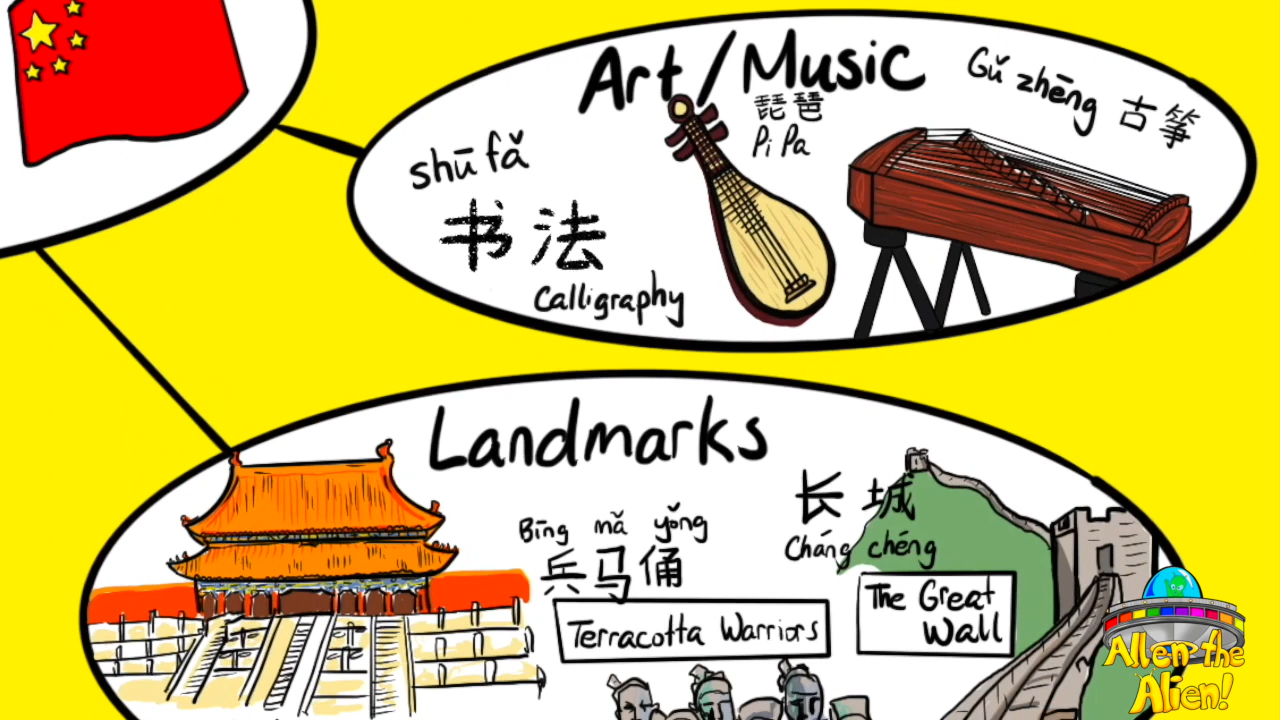 Art/Music
Gǔ zhēng 古筝
琵琶
Pi Pa
shū fǎ
书法
Calligraphy
Landmarks
Bīng mǎ yǒng
兵马俑
Terracotta Warriors
长城
Cháng chéng
The Great
Wall
Allen the
Alien!